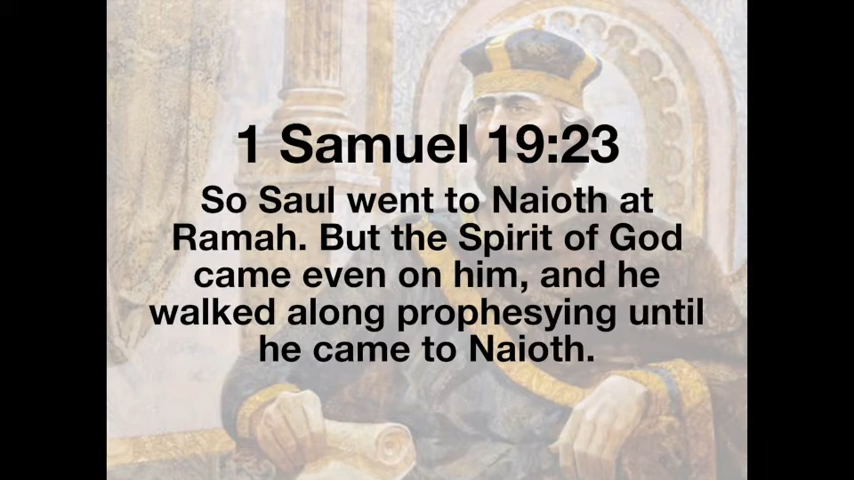 1 Samuel 19:23
So Saul went to Naioth at
Ramah. But the Spirit of God
came even on him, and he
walked along prophesying until
he came to Naioth.